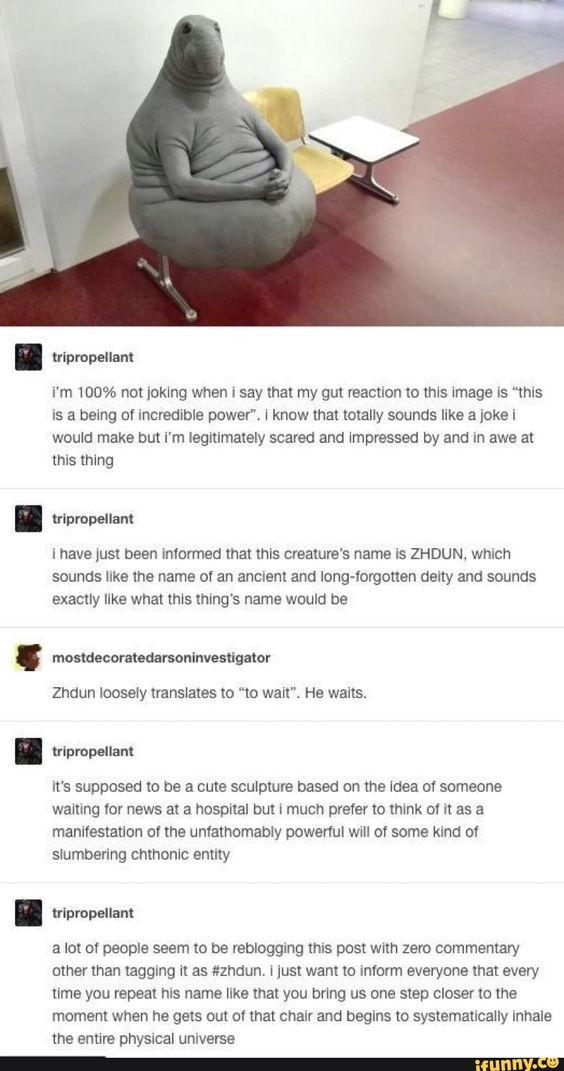 tripropellant
i'm 100% not joking when i say that my gut reaction to this image is "this
is a being of incredible power". i know that totally sounds like a joke i
would make but i'm legitimately scared and impressed by and in awe at
this thing
tripropellant
i have just been informed that this creature's name is ZHDUN, which
sounds like the name of an ancient and long-forgotten deity and sounds
exactly like what this thing's name would be
mostdecoratedarsoninvestigator
Zhdun loosely translates to "to wait". He waits.
tripropellant
it's supposed to be a cute sculpture based on the idea of someone
waiting for news at a hospital but i much prefer to think of it as a
manifestation of the unfathomably powerful will of some kind of
slumbering chthonic entity
tripropellant
a lot of people seem to be reblogging this post with zero commentary
other than tagging it as #zhdun. i just want to inform everyone that every
time you repeat his name like that you bring us one step closer to the
moment when he gets out of that chair and begins to systematically inhale
the entire physical universe
ifunny.co